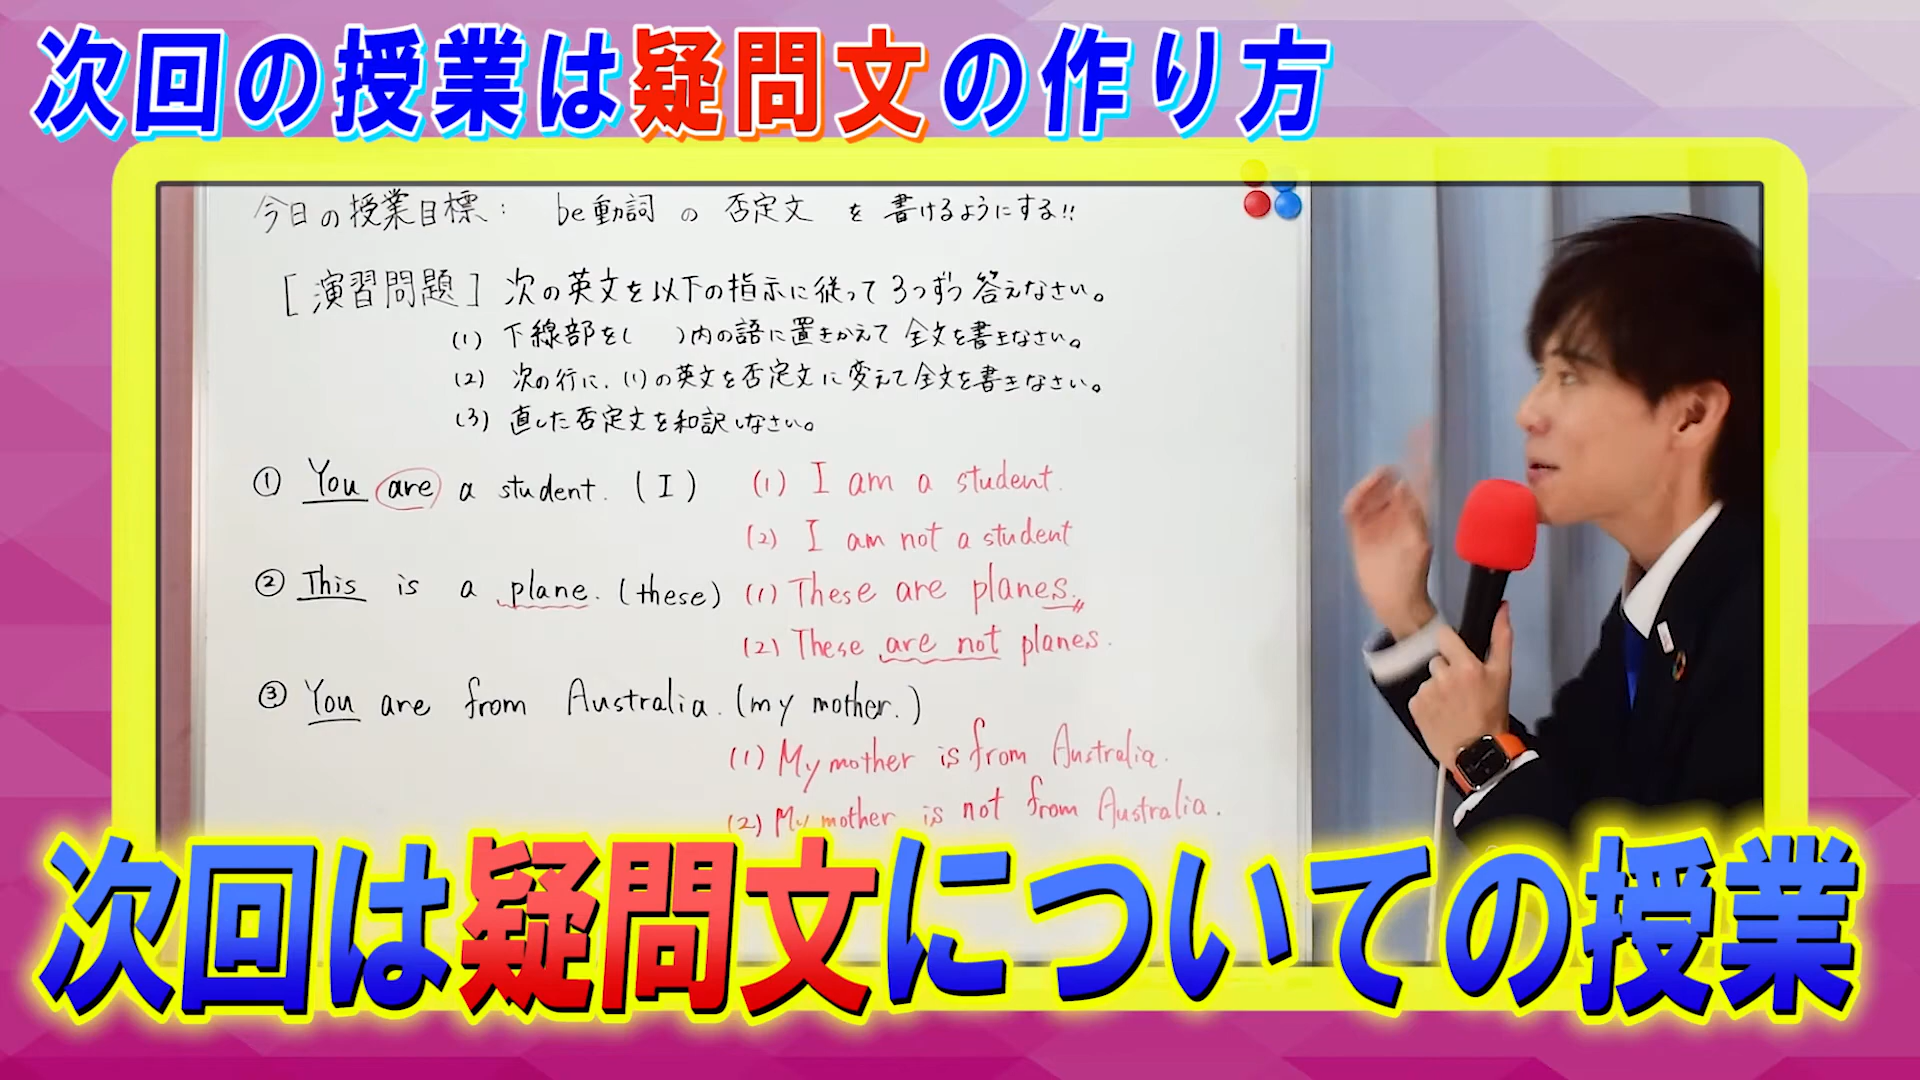 次回の授業は疑問文の作り方
今日の授業目標： be動詞 の 否定文 を 書けるようにする!!
[演習問題] 次の英文を以下の指示に従って3つずつ答えなさい。
(1) 下線部を(　)内の語に置きかえて 全文を書きなさい。
(2) 次の行に、(1)の英文を否定文に変えて全文を書きなさい。
(3) 直した否定文を和訳しなさい。
① You are a student. (I) (1) I am a student.
(2) I am not a student
② This is a plane. (these) (1) These are planes.
(2) These are not planes.
③ You are from Australia. (my mother.)
(1) My mother is from Australia.
(2) My mother is not from Australia.
次回は疑問文についての授業